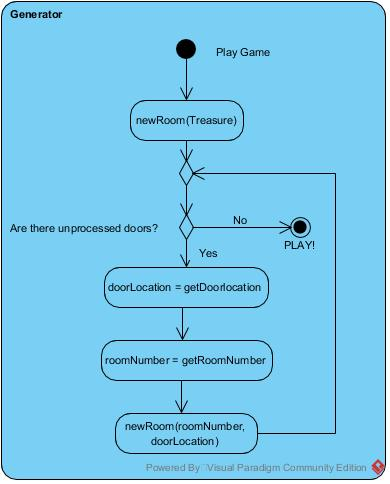 Generator
Play Game
newRoom(Treasure)
Are there unprocessed doors?
No
PLAY!
Yes
doorLocation = getDoorlocation
roomNumber = getRoomNumber
newRoom(roomNumber,
doorLocation)
Powered By Visual Paradigm Community Edition